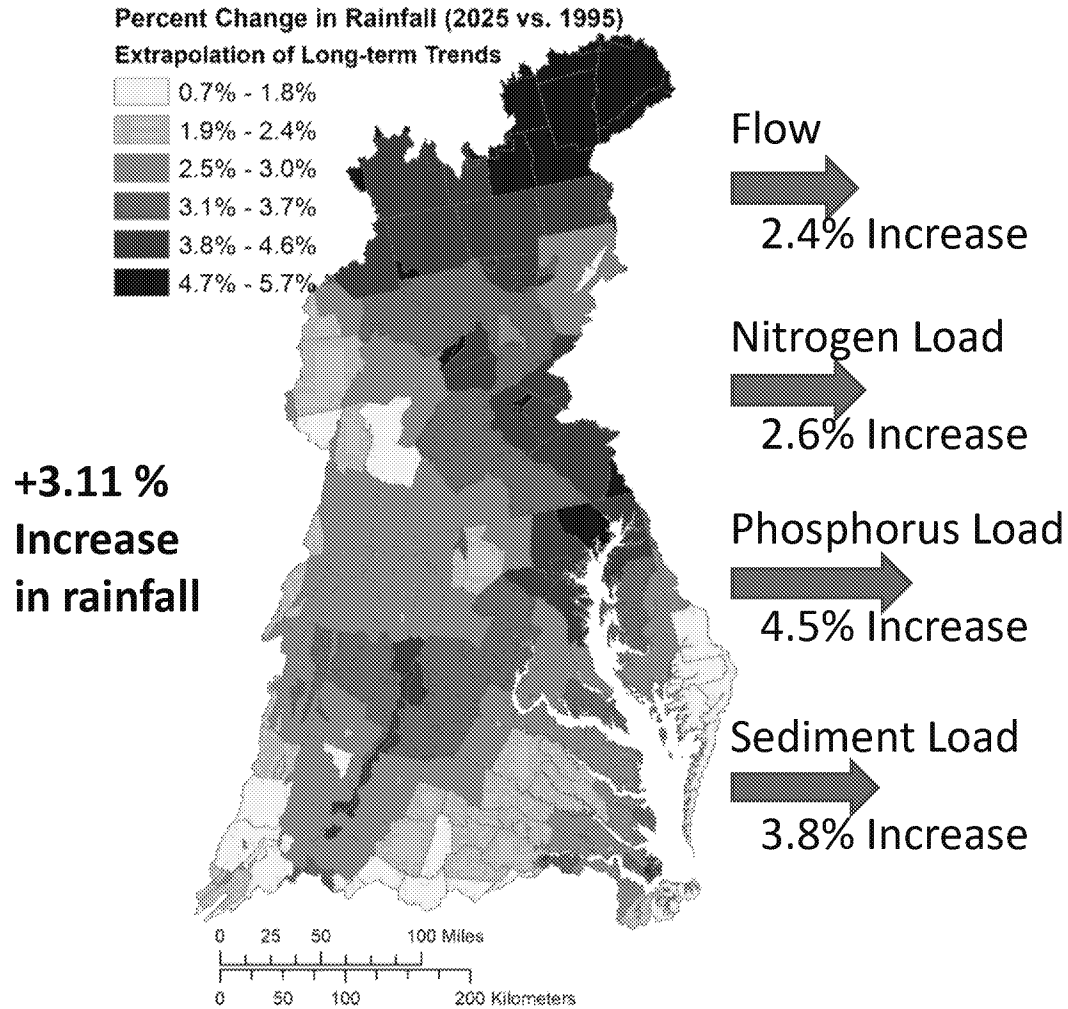 Percent Change in Rainfall (2025 vs. 1995)
Extrapolation of Long-term Trends
0.7% - 1.8%
1.9% - 2.4%
2.5% - 3.0%
3.1% - 3.7%
3.8% - 4.6%
4.7% - 5.7%
+3.11 %
Increase
in rainfall
Flow
2.4% Increase
Nitrogen Load
2.6% Increase
Phosphorus Load
4.5% Increase
Sediment Load
3.8% Increase
0 25 50 100 Miles
0 50 100 200 Kilometers